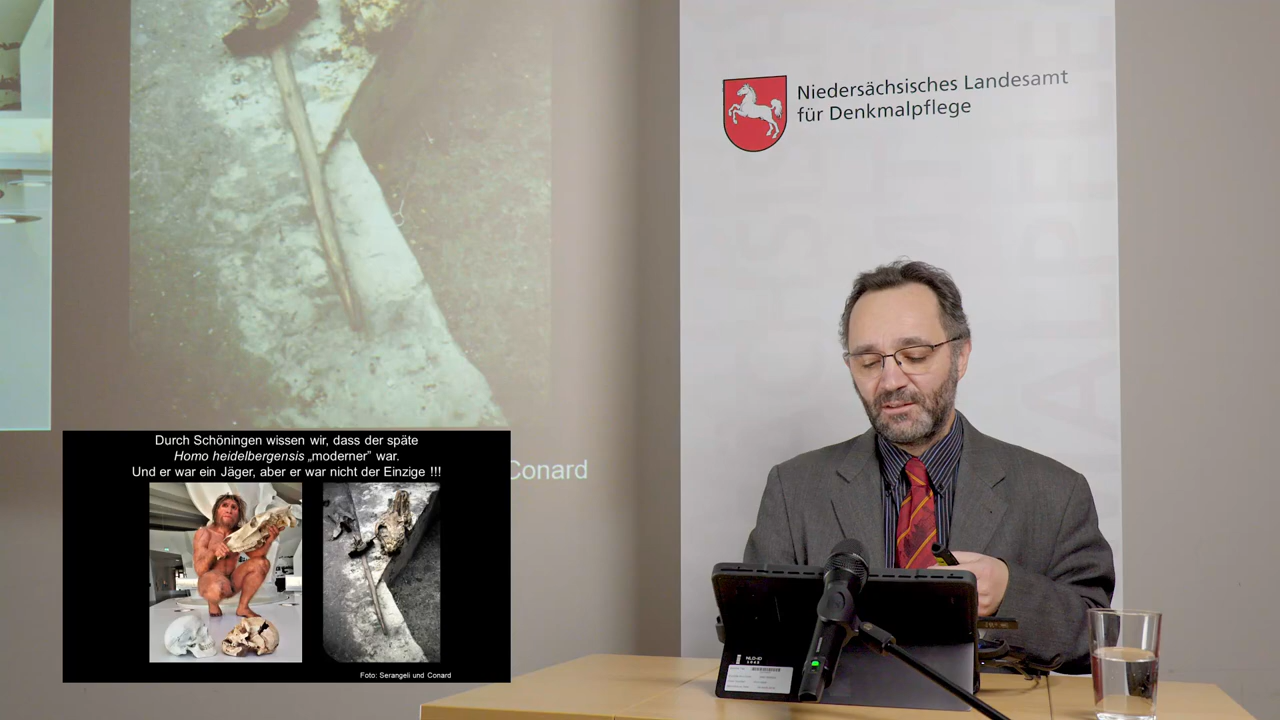 Niedersächsisches Landesamt
für Denkmalpflege
Conard
Durch Schöningen wissen wir, dass der späte
Homo heidelbergensis „moderner” war.
Und er war ein Jäger, aber er war nicht der Einzige !!!
Foto: Serangeli und Conard